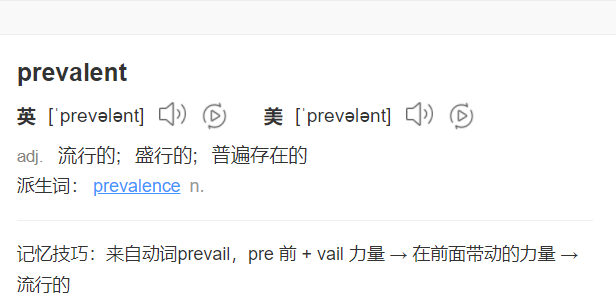 prevalent
英 [ˈprevələnt] 美 [ˈprevələnt]
adj. 流行的；盛行的；普遍存在的
派生词： prevalence n.
记忆技巧：来自动词prevail，pre 前 + vail 力量 → 在前面带动的力量 →
流行的